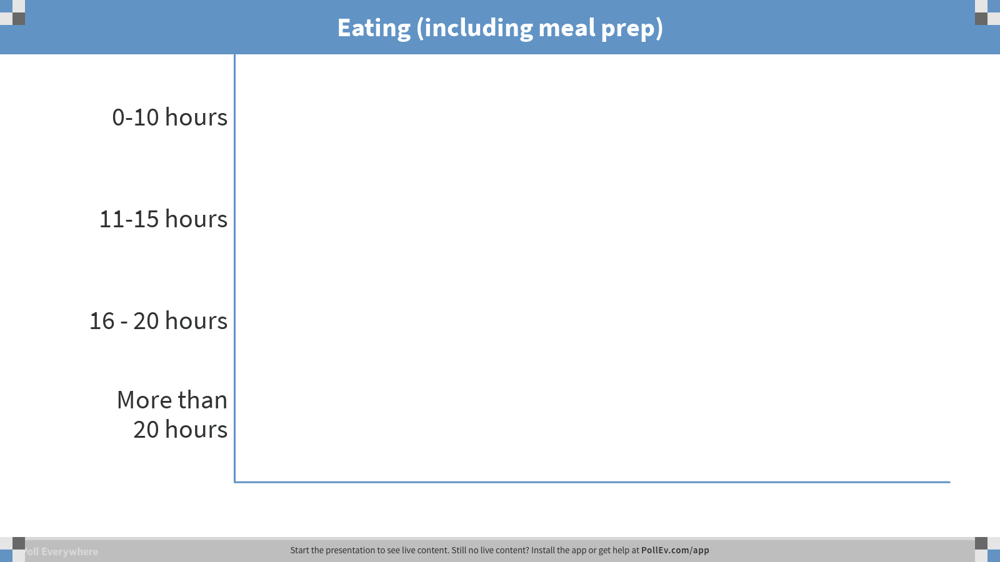 Eating (including meal prep)
0-10 hours
11-15 hours
16 - 20 hours
More than
20 hours
Poll Everywhere
Start the presentation to see live content. Still no live content? Install the app or get help at PollEv.com/app